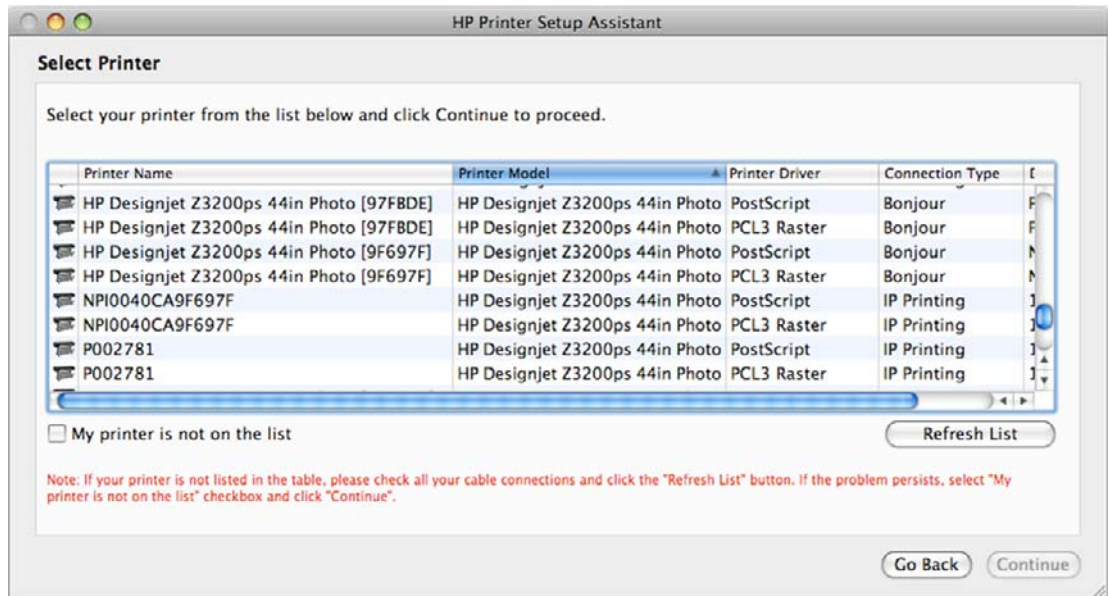 HP Printer Setup Assistant
Select Printer
Select your printer from the list below and click Continue to proceed.
Printer Name Printer Model Printer Driver Connection Type
HP Designjet Z3200ps 44in Photo [97FBDE] HP Designjet Z3200ps 44in Photo PostScript Bonjour
HP Designjet Z3200ps 44in Photo [97FBDE] HP Designjet Z3200ps 44in Photo PCL3 Raster Bonjour
HP Designjet Z3200ps 44in Photo [9F697F] HP Designjet Z3200ps 44in Photo PostScript Bonjour
HP Designjet Z3200ps 44in Photo [9F697F] HP Designjet Z3200ps 44in Photo PCL3 Raster Bonjour
NPI0040CA9F697F HP Designjet Z3200ps 44in Photo PostScript IP Printing
NPI0040CA9F697F HP Designjet Z3200ps 44in Photo PCL3 Raster IP Printing
P002781 HP Designjet Z3200ps 44in Photo PostScript IP Printing
P002781 HP Designjet Z3200ps 44in Photo PCL3 Raster IP Printing
My printer is not on the list
Refresh List
Note: If your printer is not listed in the table, please check all your cable connections and click the "Refresh List" button. If the problem persists, select "My
printer is not on the list" checkbox and click "Continue".
Go Back Continue